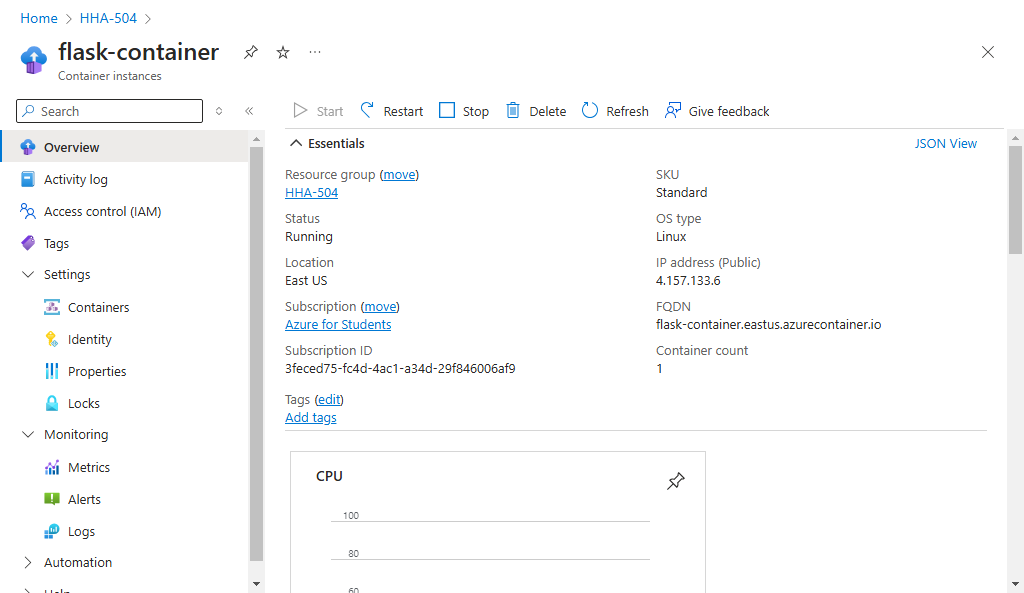 Home > HHA-504 >
flask-container
Container instances
Search
Start Restart Stop Delete Refresh Give feedback
Overview
Activity log
Access control (IAM)
Tags
Settings
Containers
Identity
Properties
Locks
Monitoring
Metrics
Alerts
Logs
Automation
Help
Essentials
JSON View
Resource group (move)
HHA-504
Status
Running
Location
East US
Subscription (move)
Azure for Students
Subscription ID
3feced75-fc4d-4ac1-a34d-29f846006af9
Tags (edit)
Add tags
SKU
Standard
OS type
Linux
IP address (Public)
4.157.133.6
FQDN
flask-container.eastus.azurecontainer.io
Container count
1
CPU
100
80
60